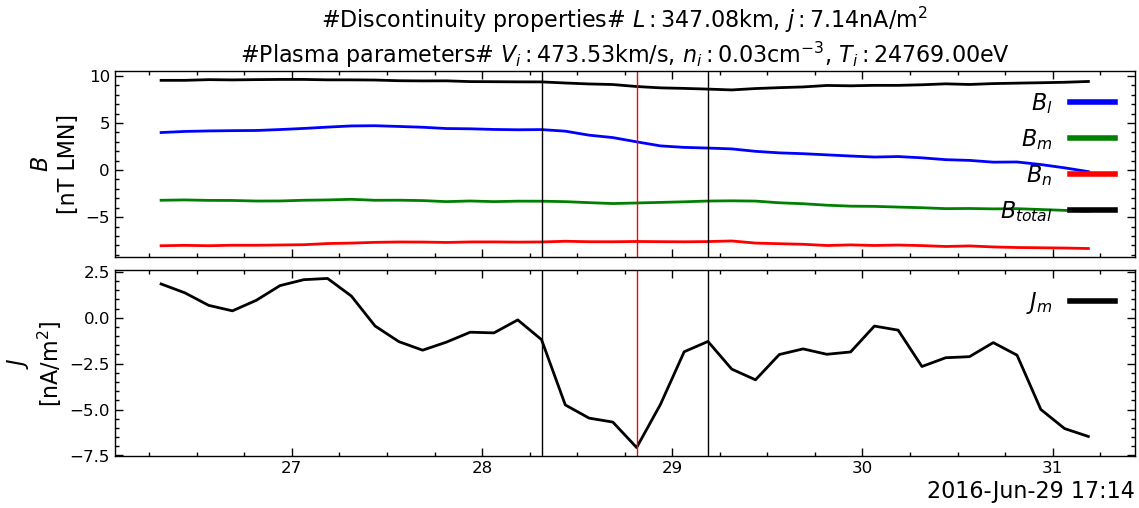 #Discontinuity properties# L : 347.08km, j : 7.14nA/m²
#Plasma parameters# Vᵢ : 473.53km/s, nᵢ : 0.03cm⁻³, Tᵢ : 24769.00eV
10
5
0
−5
B
[nT LMN]
Bₗ
Bₘ
Bₙ
B_total
2.5
0.0
−2.5
−5.0
−7.5
J
[nA/m²]
Jₘ
27
28
29
30
31
2016-Jun-29 17:14